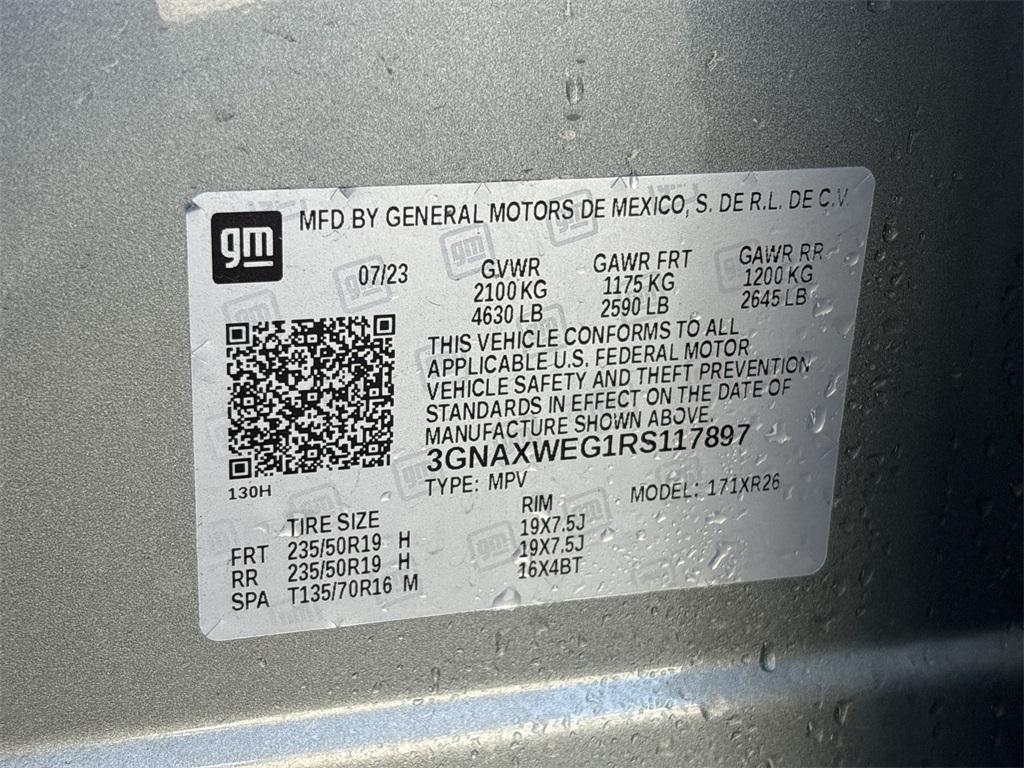 gm
MFD BY GENERAL MOTORS DE MEXICO, S. DE R.L. DE C.V.
07/23 GVWR GAWR FRT GAWR RR
2100 KG 1175 KG 1200 KG
4630 LB 2590 LB 2645 LB
THIS VEHICLE CONFORMS TO ALL
APPLICABLE U.S. FEDERAL MOTOR
VEHICLE SAFETY AND THEFT PREVENTION
STANDARDS IN EFFECT ON THE DATE OF
MANUFACTURE SHOWN ABOVE.
3GNAXWEG1RS117897
130H
TYPE: MPV MODEL: 171XR26
TIRE SIZE RIM
FRT 235/50R19 H 19X7.5J
RR 235/50R19 H 19X7.5J
SPA T135/70R16 M 16X4BT